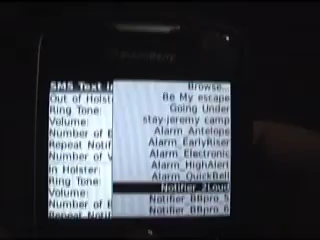 BlackBerry
SMS Text
Out of Holst
Ring Tone:
Volume:
Number of B
Repeat Notif
Number of V
In Holster:
Ring Tone:
Volume:
Number of B
Repeat Notif
Browse...
Be My escape
Going Under
stay-jeremy camp
Alarm_Antelope
Alarm_EarlyRiser
Alarm_Electronic
Alarm_HighAlert
Alarm_QuickBell
Notifier_2Loud
Notifier_BBpro_5
Notifier_BBpro_6